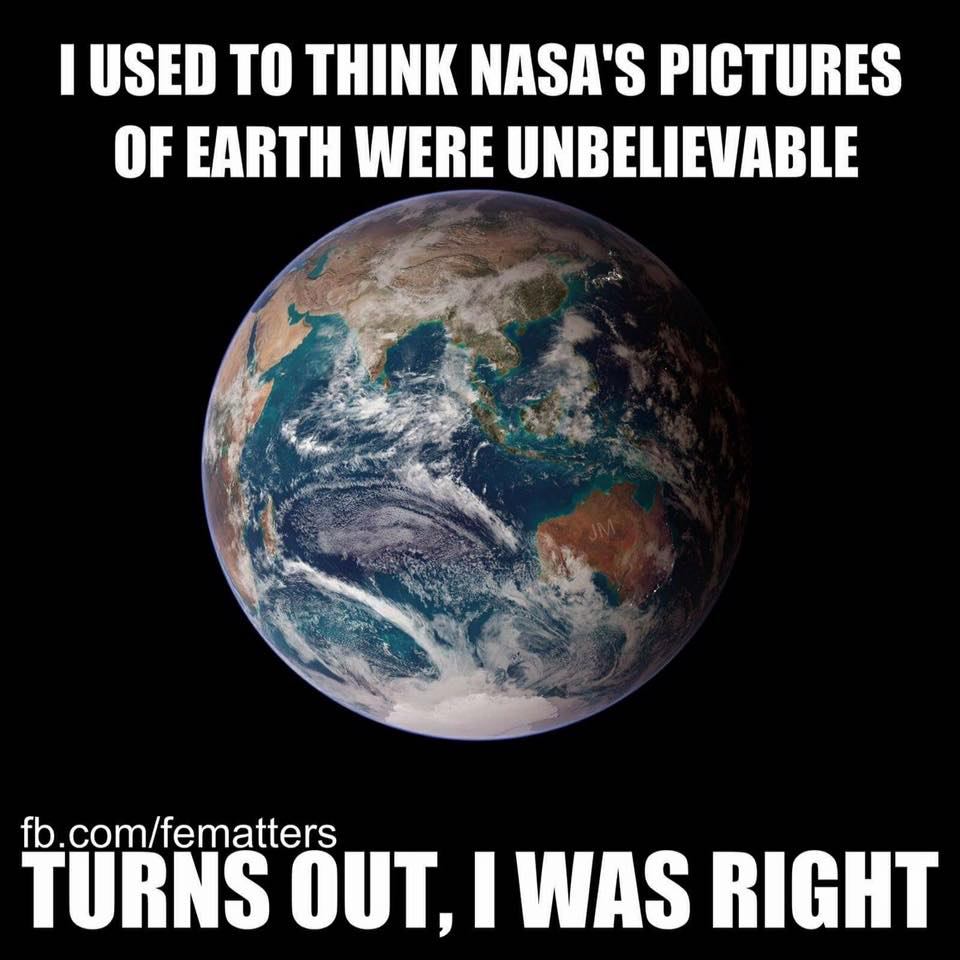 I USED TO THINK NASA'S PICTURES
OF EARTH WERE UNBELIEVABLE
JM
fb.com/fematters
TURNS OUT, I WAS RIGHT